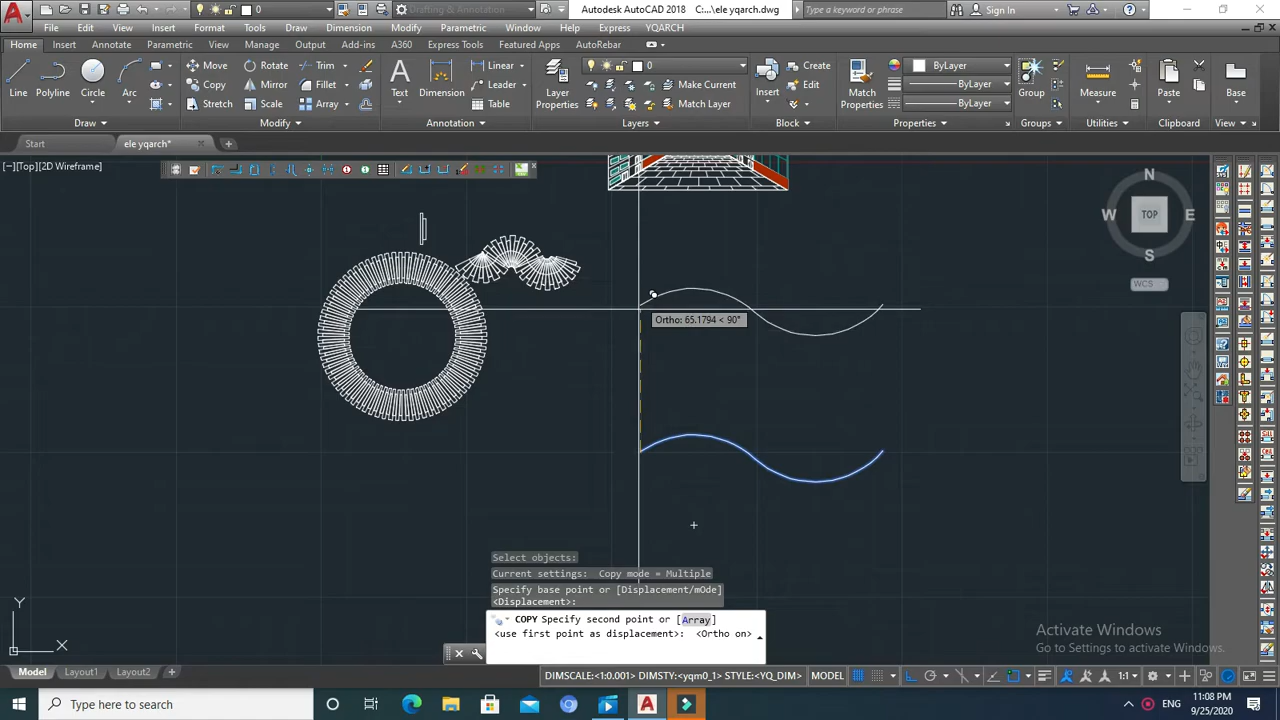 Autodesk AutoCAD 2018 C:\...\ele yqarch.dwg
0
Drafting & Annotation
Type a keyword or phrase
Sign In
File Edit View Insert Format Tools Draw Dimension Modify Parametric Window Help Express YQARCH
Home Insert Annotate Parametric View Manage Output Add-ins A360 Express Tools Featured Apps AutoRebar
Line Polyline Circle Arc
Move Rotate Trim
Copy Mirror Fillet
Stretch Scale Array
Text Dimension
Linear
Leader
Table
Layer Properties
0
Make Current
Match Layer
Insert
Create
Edit
Match Properties
ByLayer
ByLayer
ByLayer
Group
Measure
Paste
Base
Draw Modify Annotation Layers Block Properties Groups Utilities Clipboard View
Start ele yqarch*
[−][Top][2D Wireframe]
N
W TOP E
S
WCS
Ortho: 65.1794 < 90°
Select objects:
Current settings: Copy mode = Multiple
Specify base point or [Displacement/mOde]
<Displacement>:
COPY Specify second point or [Array]
<use first point as displacement>: <Ortho on>
Y
X
Activate Windows
Go to Settings to activate Windows.
Model Layout1 Layout2
DIMSCALE:<1:0.001> DIMSTY:<yqm0_1> STYLE:<YQ_DIM> MODEL
1:1
Type here to search
ENG
11:08 PM
9/25/2020